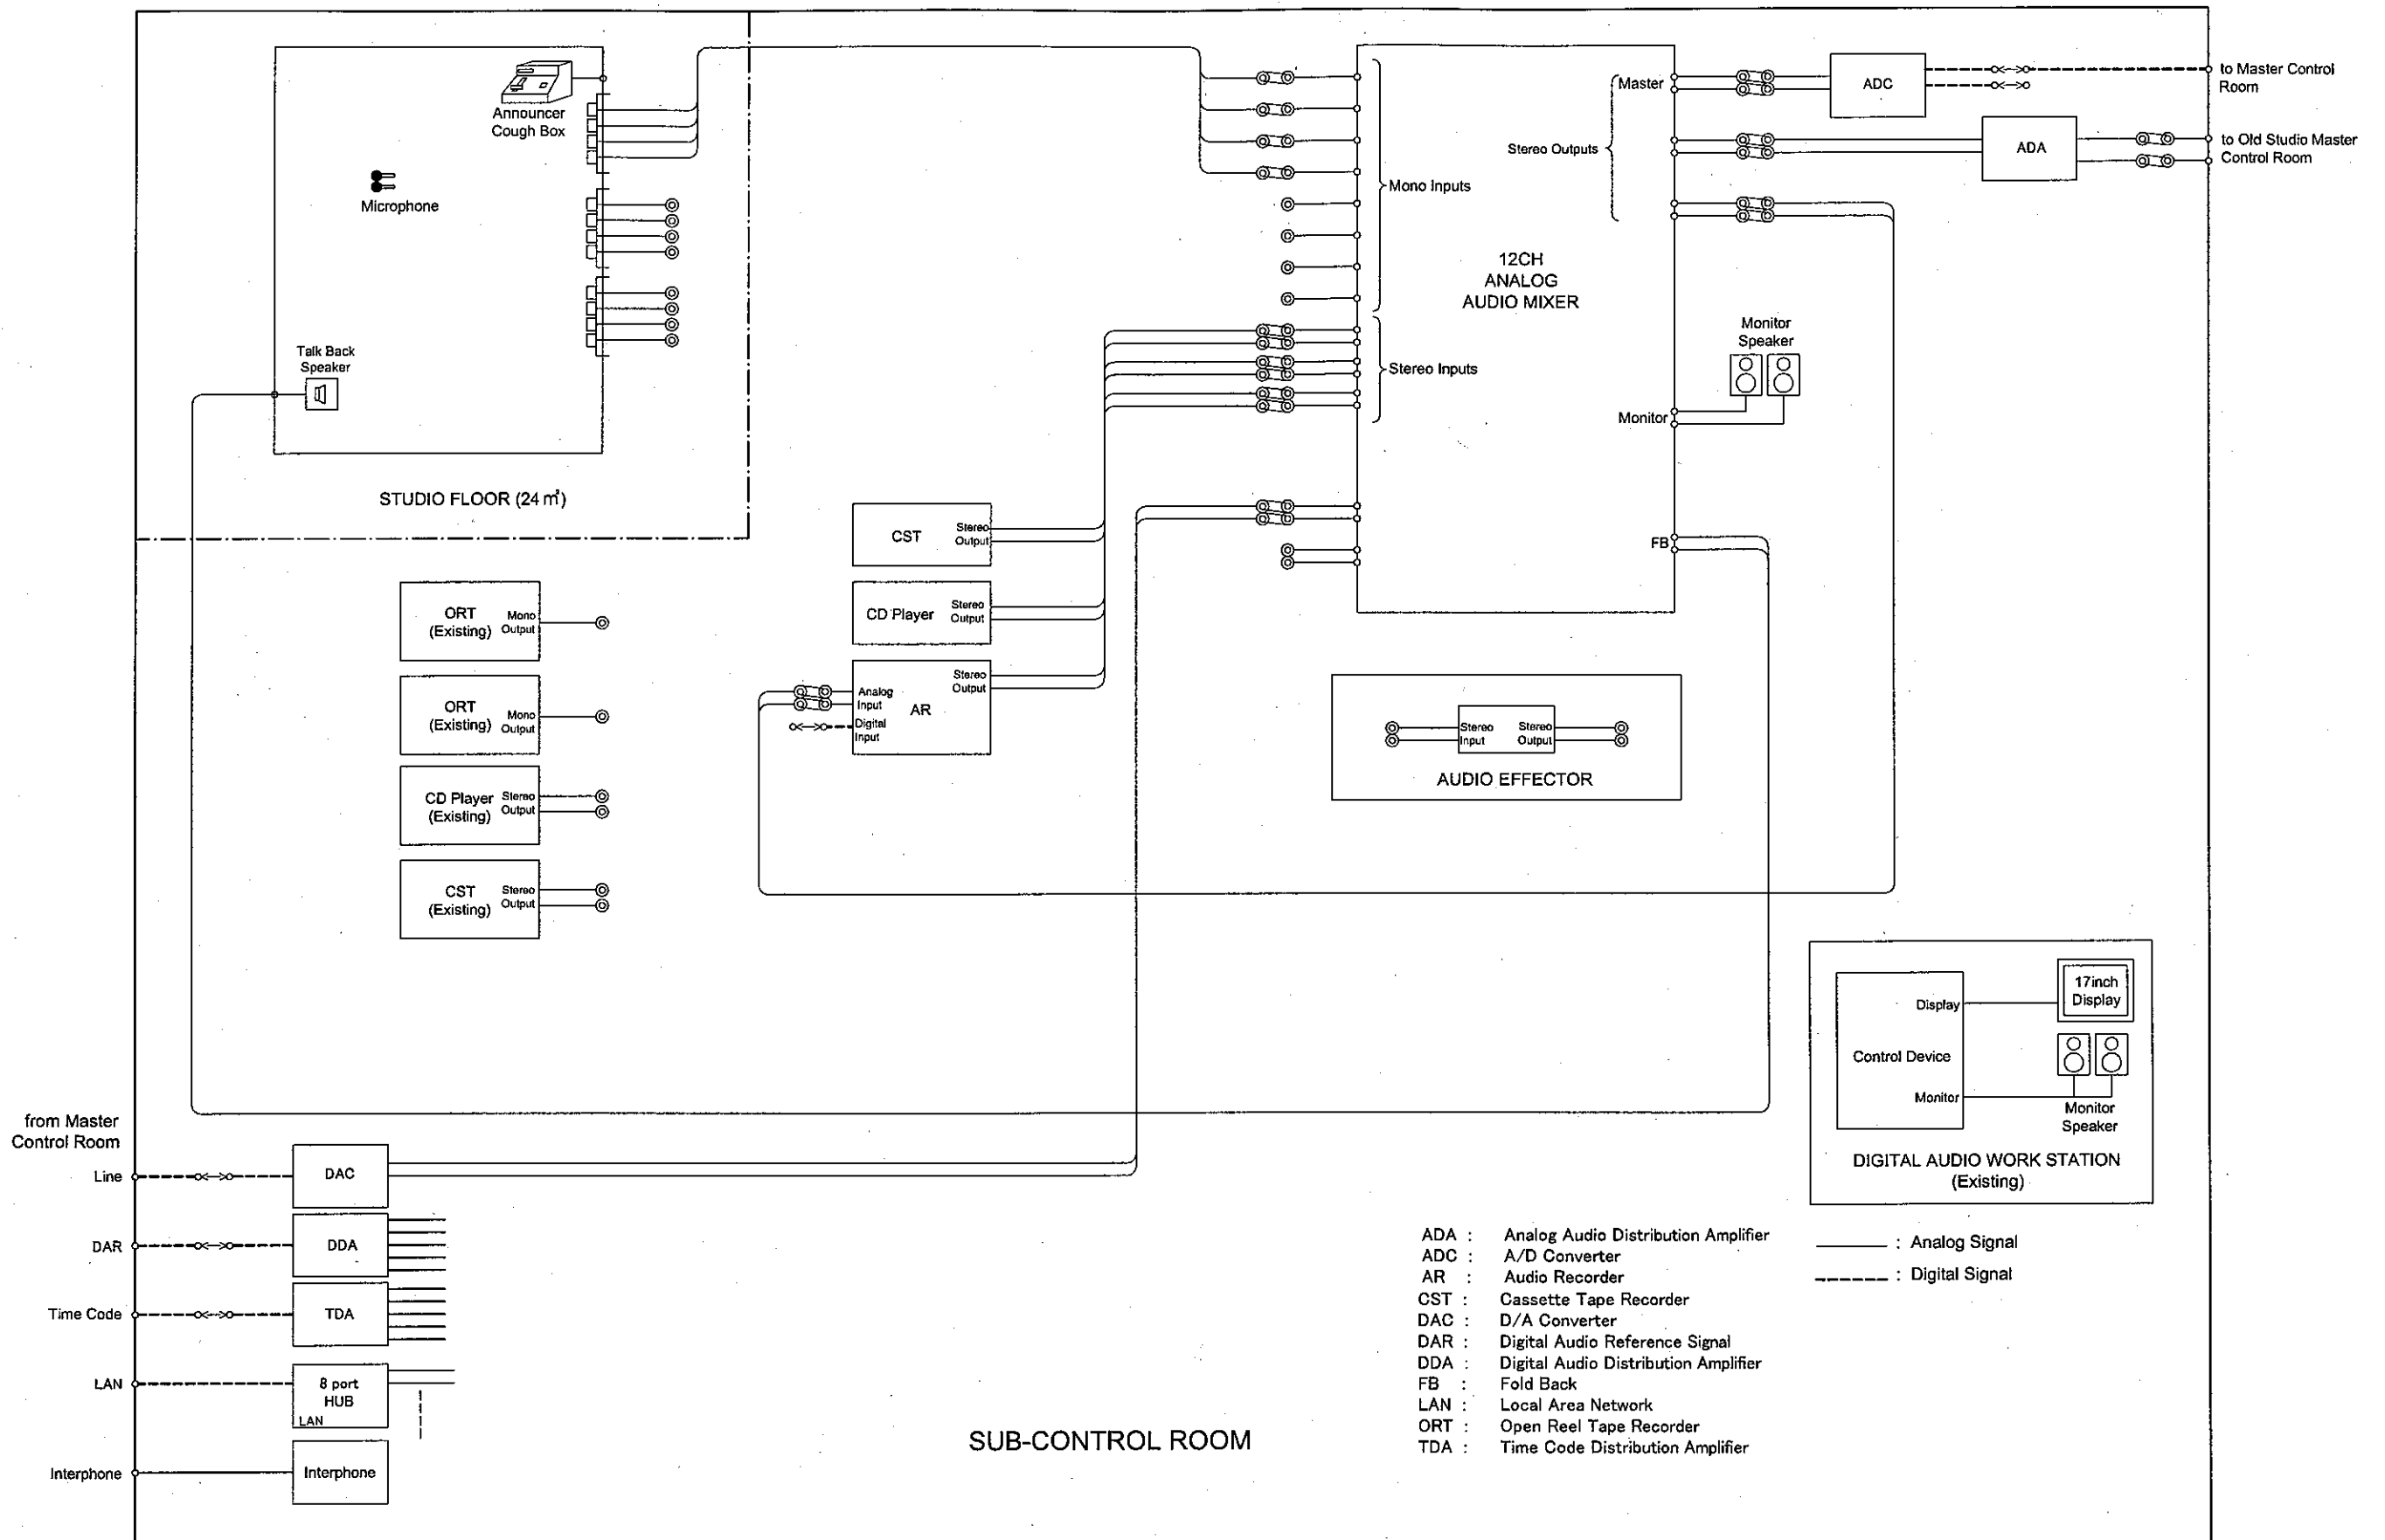 Announcer
Cough Box
Microphone
Talk Back
Speaker
STUDIO FLOOR (24㎡)
Master
Stereo Outputs
Mono Inputs
12CH
ANALOG
AUDIO MIXER
Stereo Inputs
Monitor
FB
ADC
to Master Control
Room
ADA
to Old Studio Master
Control Room
Monitor
Speaker
CST
Stereo
Output
CD Player
Stereo
Output
Analog
Input
Digital
Input
AR
Stereo
Output
ORT
(Existing)
Mono
Output
ORT
(Existing)
Mono
Output
CD Player
(Existing)
Stereo
Output
CST
(Existing)
Stereo
Output
Stereo
Input
Stereo
Output
AUDIO EFFECTOR
Display
17inch
Display
Control Device
Monitor
Monitor
Speaker
DIGITAL AUDIO WORK STATION
(Existing)
from Master
Control Room
Line
DAC
DAR
DDA
Time Code
TDA
LAN
8 port
HUB
LAN
Interphone
Interphone
SUB-CONTROL ROOM
ADA : Analog Audio Distribution Amplifier
ADC : A/D Converter
AR : Audio Recorder
CST : Cassette Tape Recorder
DAC : D/A Converter
DAR : Digital Audio Reference Signal
DDA : Digital Audio Distribution Amplifier
FB : Fold Back
LAN : Local Area Network
ORT : Open Reel Tape Recorder
TDA : Time Code Distribution Amplifier
: Analog Signal
: Digital Signal